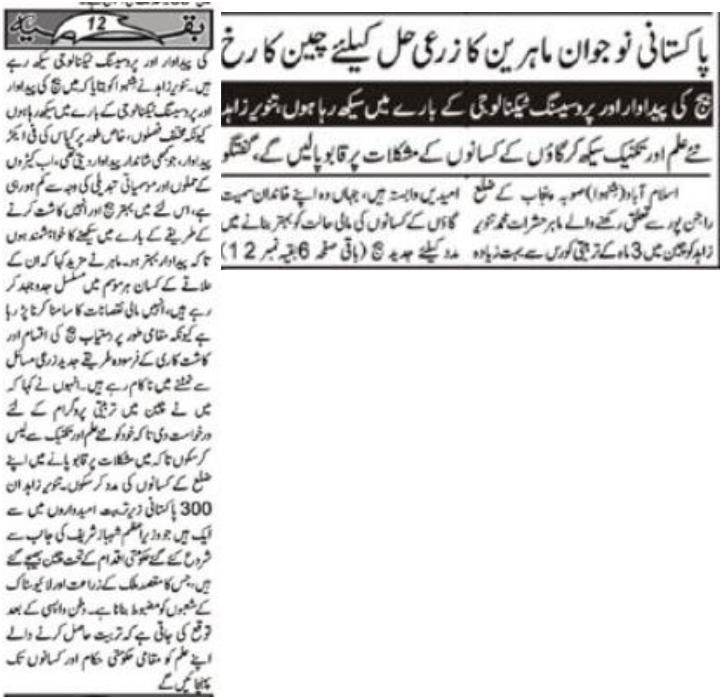 پاکستانی نوجوان ماہرین کا زرعی حل کیلئے چین کا رخ
بیج کی پیداوار اور پروسیسنگ ٹیکنالوجی کے بارے میں سیکھ رہا ہوں، تنویر زاہد
نئے علم اور تکنیک سیکھ کر گاؤں کے کسانوں کے مشکلات پر قابو پالیں گے، گفتگو
اسلام آباد (شِنہوا) صوبہ پنجاب کے ضلع
راجن پور سے تعلق رکھنے والے ماہر حشرات محمد تنویر
زاہد کو چین میں 3 ماہ کے تربیتی کورس سے بہت زیادہ
امیدیں وابستہ ہیں، جہاں وہ اپنے خاندان سمیت
گاؤں کے کسانوں کی مالی حالت کو بہتر بنانے میں
مدد کیلئے جدید بیج (باقی صفحہ 6 بقیہ نمبر 12)
بقیہ 12
کی پیداوار اور پروسیسنگ ٹیکنالوجی سیکھ رہے
ہیں۔ تنویر زاہد نے شِنہوا کو بتایا کہ میں بیج کی پیداوار
اور پروسیسنگ ٹیکنالوجی کے بارے میں سیکھ رہا ہوں
کیونکہ مختلف فصلوں، خاص طور پر کپاس کی فی ایکڑ
پیداوار، جو کبھی شاندار پیداوار دیتی تھی، اب کیڑوں
کے حملوں اور موسمیاتی تبدیلی کی وجہ سے کم ہو رہی
ہے، اس لئے میں بہتر بیج اور انہیں کاشت کرنے
کے طریقے کے بارے میں سیکھنے کا خواہشمند ہوں
تاکہ پیداوار بہتر ہو۔ ماہر نے مزید کہا کہ ان کے
علاقے کے کسان ہر موسم میں مسلسل جدوجہد کر
رہے ہیں، انہیں مالی نقصانات کا سامنا کرنا پڑ رہا
ہے کیونکہ مقامی طور پر دستیاب بیج کی اقسام اور
کاشت کاری کے فرسودہ طریقے جدید زرعی مسائل
سے نمٹنے میں ناکام رہے ہیں۔ انہوں نے کہا کہ
میں نے چین میں تربیتی پروگرام کے لئے
درخواست دی تاکہ خود کو نئے علم اور تکنیک سے لیس
کر سکوں تاکہ میں مشکلات پر قابو پانے میں اپنے
ضلع کے کسانوں کی مدد کر سکوں۔ تنویر زاہد ان
300 پاکستانی زیر تربیت امیدواروں میں سے
ایک ہیں جو وزیراعظم شہباز شریف کی جانب سے
شروع کئے گئے حکومتی اقدام کے تحت چین بھیجے گئے
ہیں، جس کا مقصد ملک کے زراعت اور لائیو سٹاک
کے شعبوں کو مضبوط بنانا ہے۔ وطن واپسی کے بعد
توقع کی جاتی ہے کہ تربیت حاصل کرنے والے
اپنے علم کو مقامی حکومتی حکام اور کسانوں تک
پہنچائیں گے